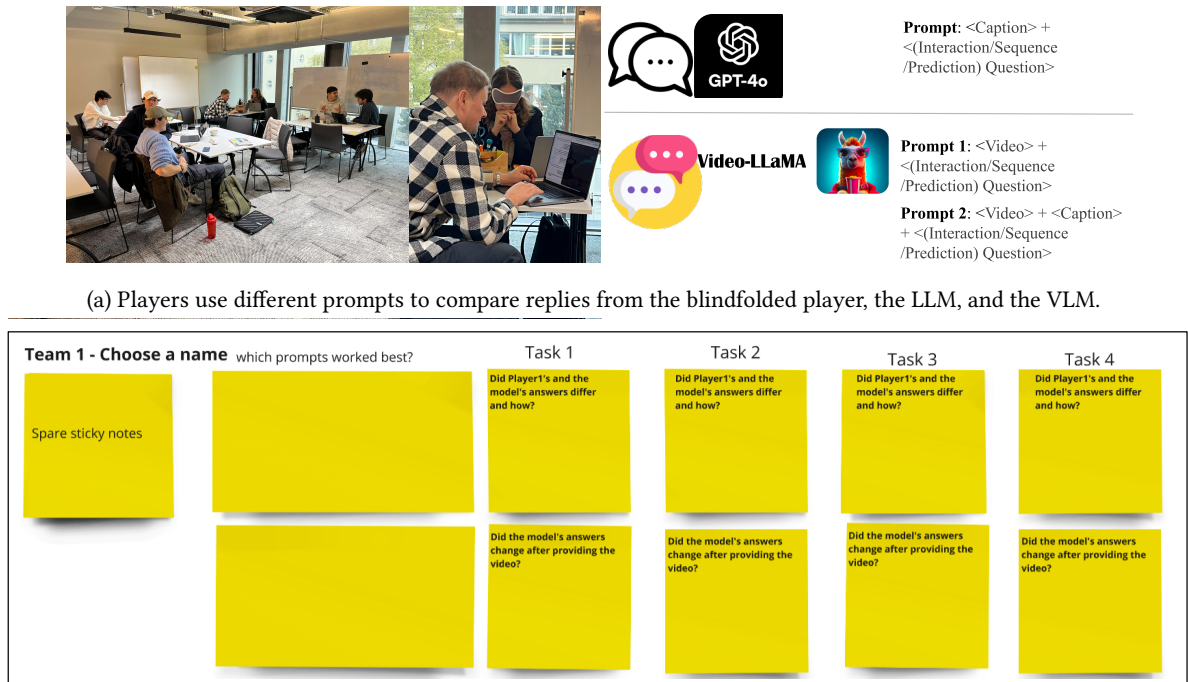 GPT-4o
Prompt: <Caption> +
<(Interaction/Sequence
/Prediction) Question>
Video-LLaMA
Prompt 1: <Video> +
<(Interaction/Sequence
/Prediction) Question>
Prompt 2: <Video> + <Caption>
+ <(Interaction/Sequence
/Prediction) Question>
(a) Players use different prompts to compare replies from the blindfolded player, the LLM, and the VLM.
Team 1 - Choose a name which prompts worked best?
Task 1
Task 2
Task 3
Task 4
Spare sticky notes
Did Player1's and the
model's answers differ
and how?
Did Player1's and the
model's answers differ
and how?
Did Player1's and the
model's answers differ
and how?
Did Player1's and the
model's answers differ
and how?
Did the model's answers
change after providing the
video?
Did the model's answers
change after providing the
video?
Did the model's answers
change after providing the
video?
Did the model's answers
change after providing the
video?